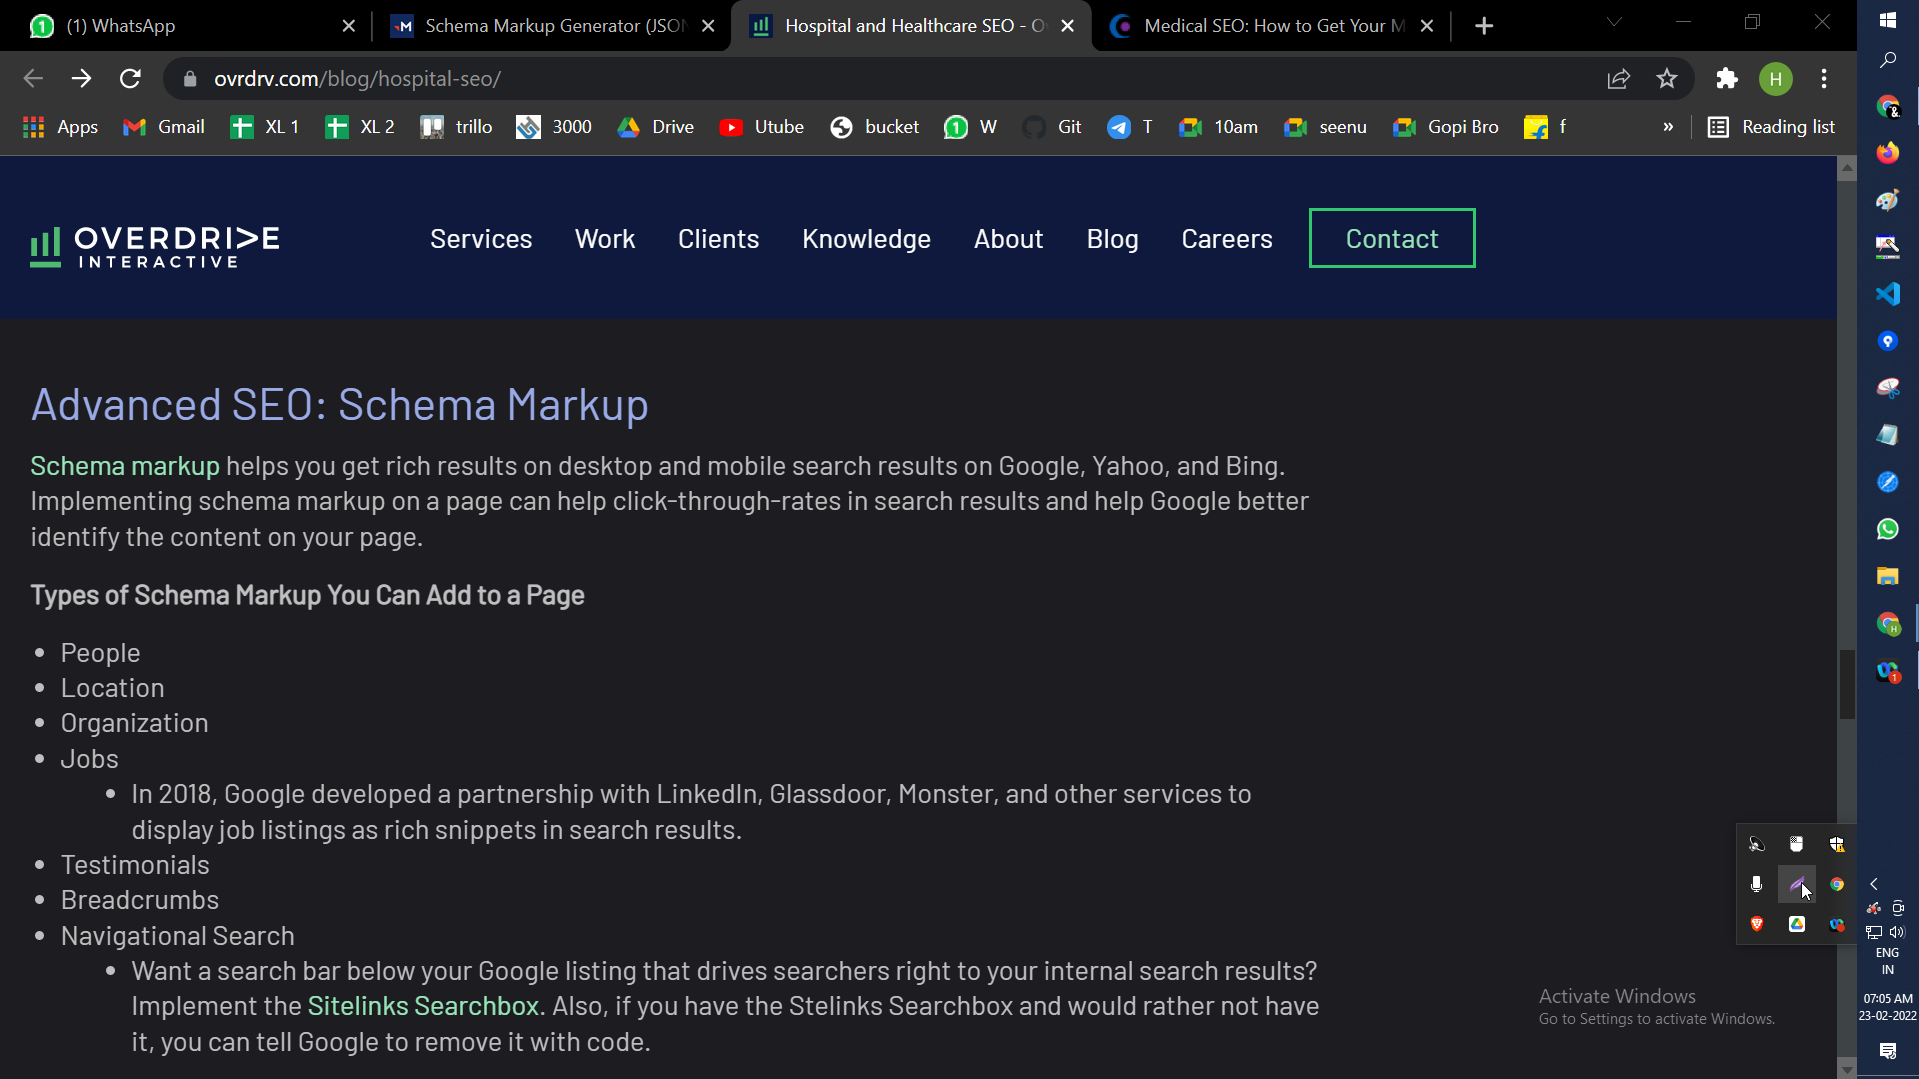 (1) WhatsApp
Schema Markup Generator (JSON
Hospital and Healthcare SEO - O
Medical SEO: How to Get Your M
ovrdrv.com/blog/hospital-seo/
H
Apps
Gmail
XL 1
XL 2
trillo
3000
Drive
Utube
bucket
W
Git
T
10am
seenu
Gopi Bro
f
»
Reading list
OVERDRIVE
INTERACTIVE
Services
Work
Clients
Knowledge
About
Blog
Careers
Contact
Advanced SEO: Schema Markup
Schema markup helps you get rich results on desktop and mobile search results on Google, Yahoo, and Bing.
Implementing schema markup on a page can help click-through-rates in search results and help Google better
identify the content on your page.
Types of Schema Markup You Can Add to a Page
• People
• Location
• Organization
• Jobs
• In 2018, Google developed a partnership with LinkedIn, Glassdoor, Monster, and other services to
display job listings as rich snippets in search results.
• Testimonials
• Breadcrumbs
• Navigational Search
• Want a search bar below your Google listing that drives searchers right to your internal search results?
Implement the Sitelinks Searchbox. Also, if you have the Stelinks Searchbox and would rather not have
it, you can tell Google to remove it with code.
Activate Windows
Go to Settings to activate Windows.
ENG
IN
07:05 AM
23-02-2022